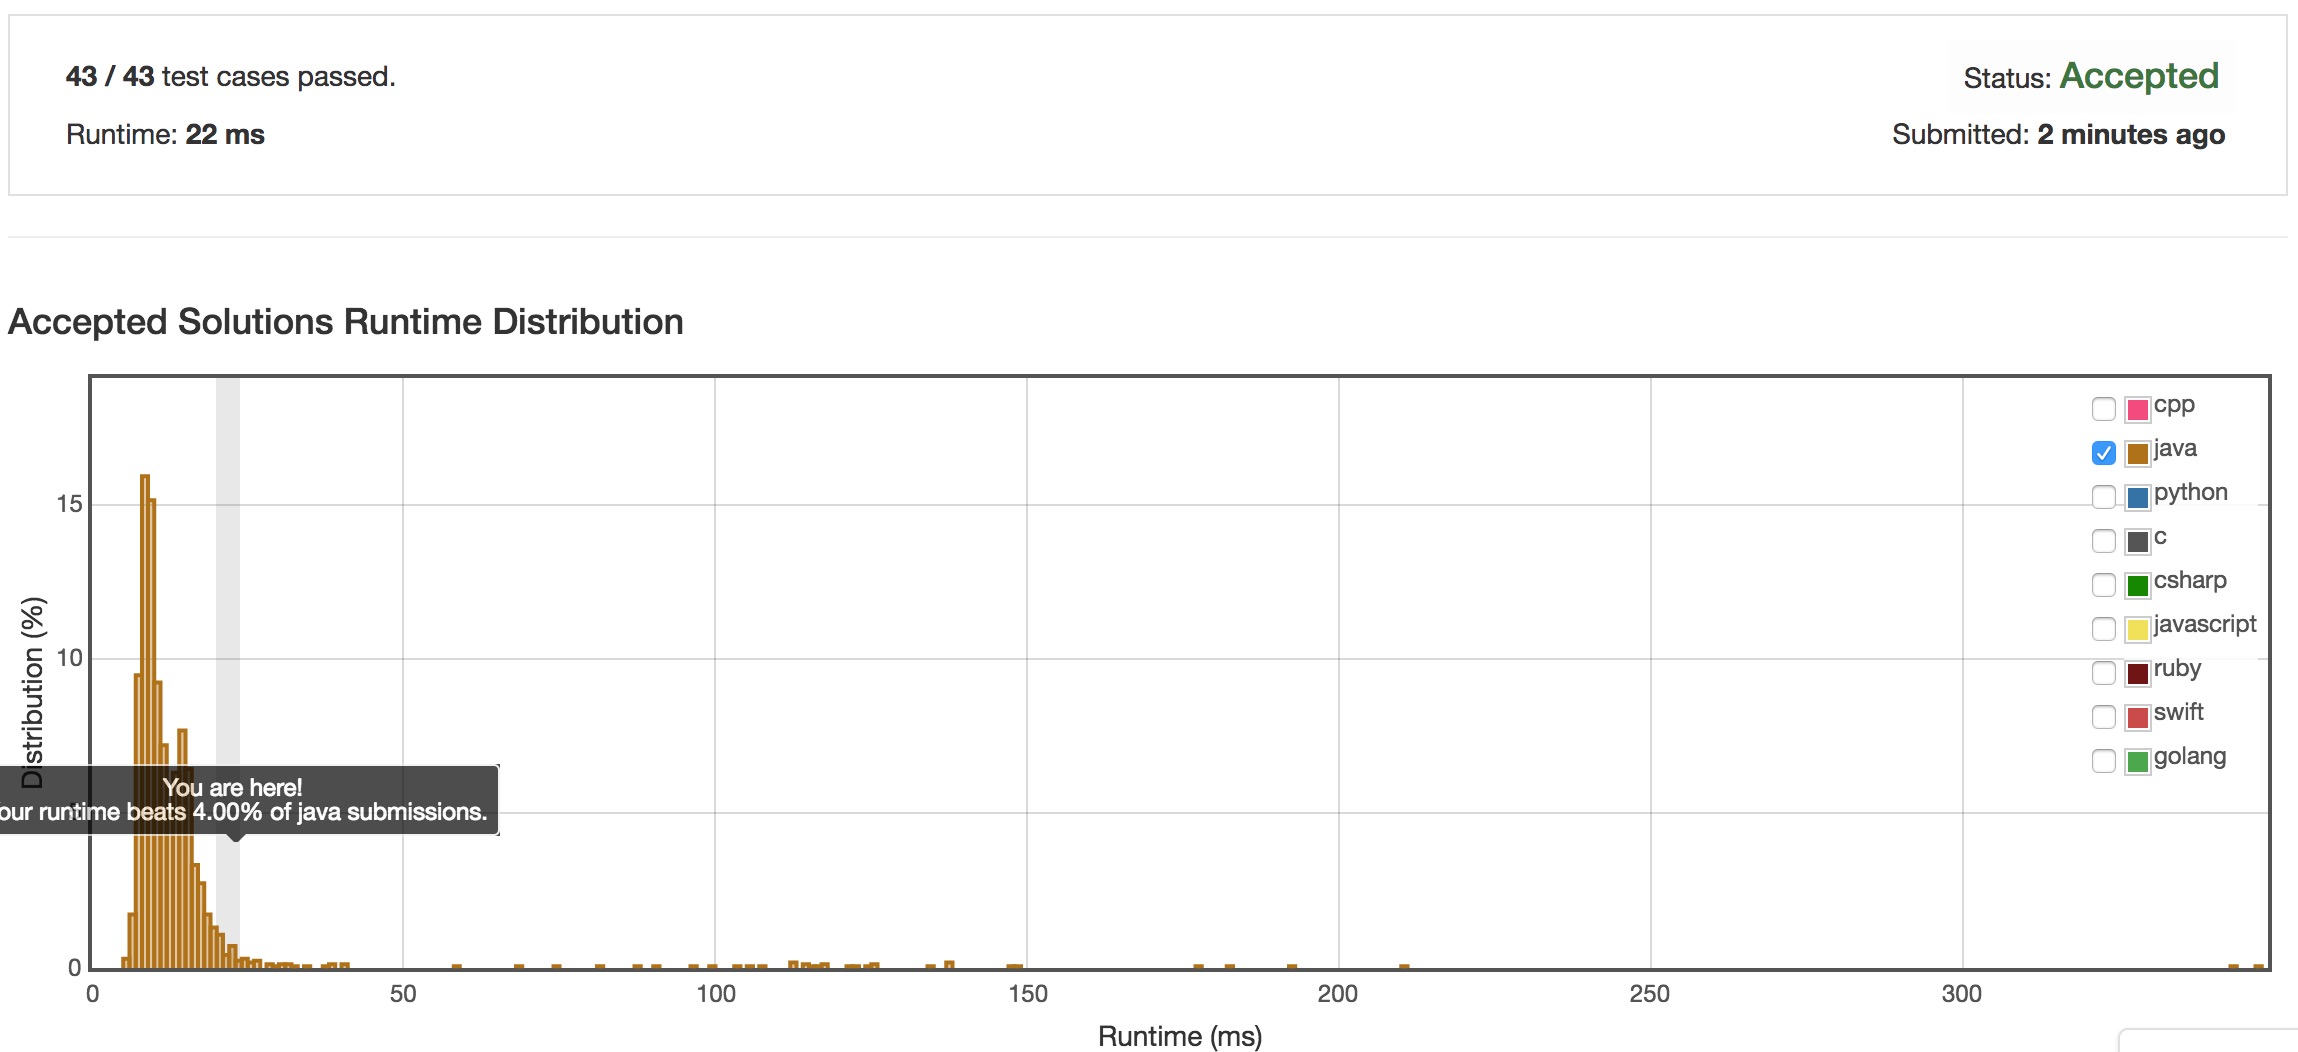 43 / 43 test cases passed.
Status: Accepted
Runtime: 22 ms
Submitted: 2 minutes ago
Accepted Solutions Runtime Distribution
cpp
java
python
c
csharp
javascript
ruby
swift
golang
15
10
0
Distribution (%)
You are here!
our runtime beats 4.00% of java submissions.
0 50 100 150 200 250 300
Runtime (ms)